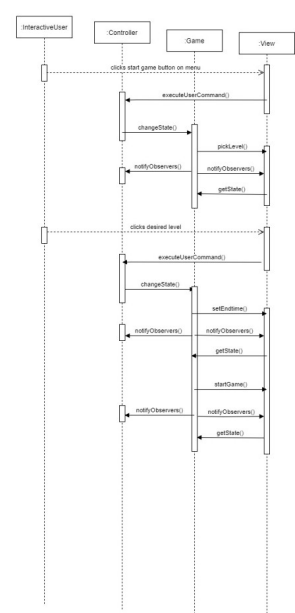 :InteractiveUser
:Controller
:Game
:View
clicks start game button on menu
executeUserCommand()
changeState()
pickLevel()
notifyObservers()
notifyObservers()
getState()
clicks desired level
executeUserCommand()
changeState()
setEndtime()
notifyObservers()
notifyObservers()
getState()
startGame()
notifyObservers()
notifyObservers()
getState()